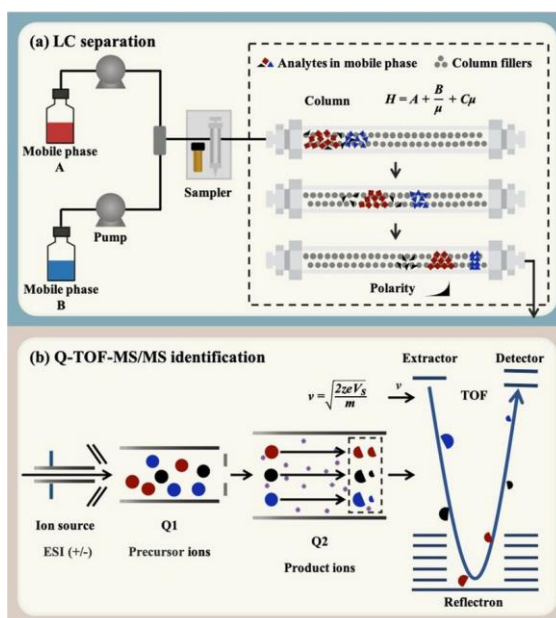 (a) LC separation
Mobile phase
A
Pump
Mobile phase
B
Sampler
Analytes in mobile phase Column fillers
Column
H = A + B/μ + Cμ
Polarity
(b) Q-TOF-MS/MS identification
Ion source
ESI (+/-)
Q1
Precursor ions
Q2
Product ions
v = √(2zeVS/m)
v
Extractor
Detector
TOF
Reflectron